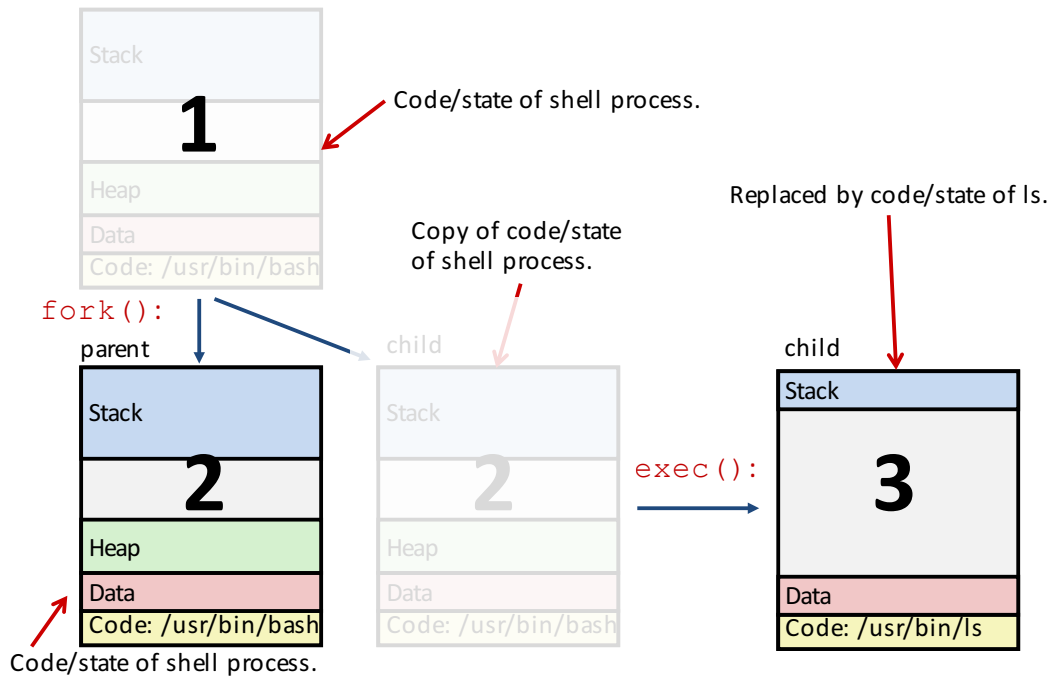 Stack
1
Code/state of shell process.
Heap
Data
Code: /usr/bin/bash
Replaced by code/state of ls.
Copy of code/state
of shell process.
fork():
parent
child
child
Stack
2
Heap
Data
Code: /usr/bin/bash
Stack
2
Heap
Data
Code: /usr/bin/bash
exec():
Stack
3
Data
Code: /usr/bin/ls
Code/state of shell process.